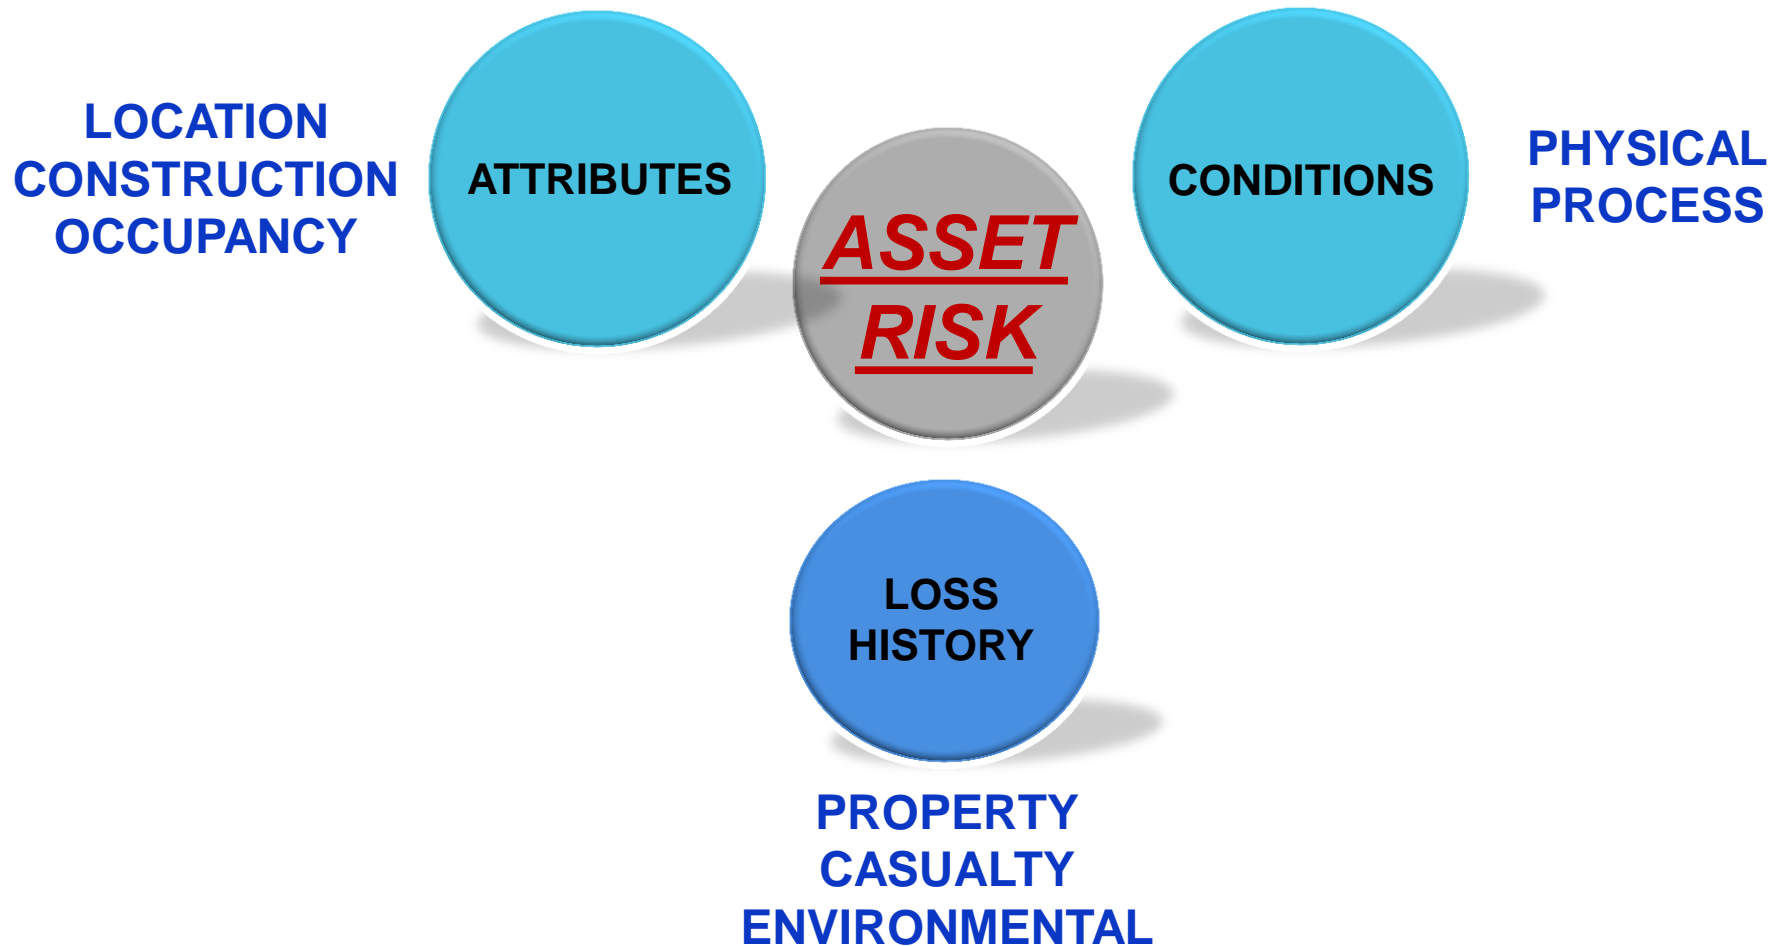 LOCATION
CONSTRUCTION
OCCUPANCY
ATTRIBUTES
ASSET
RISK
CONDITIONS
PHYSICAL
PROCESS
LOSS
HISTORY
PROPERTY
CASUALTY
ENVIRONMENTAL